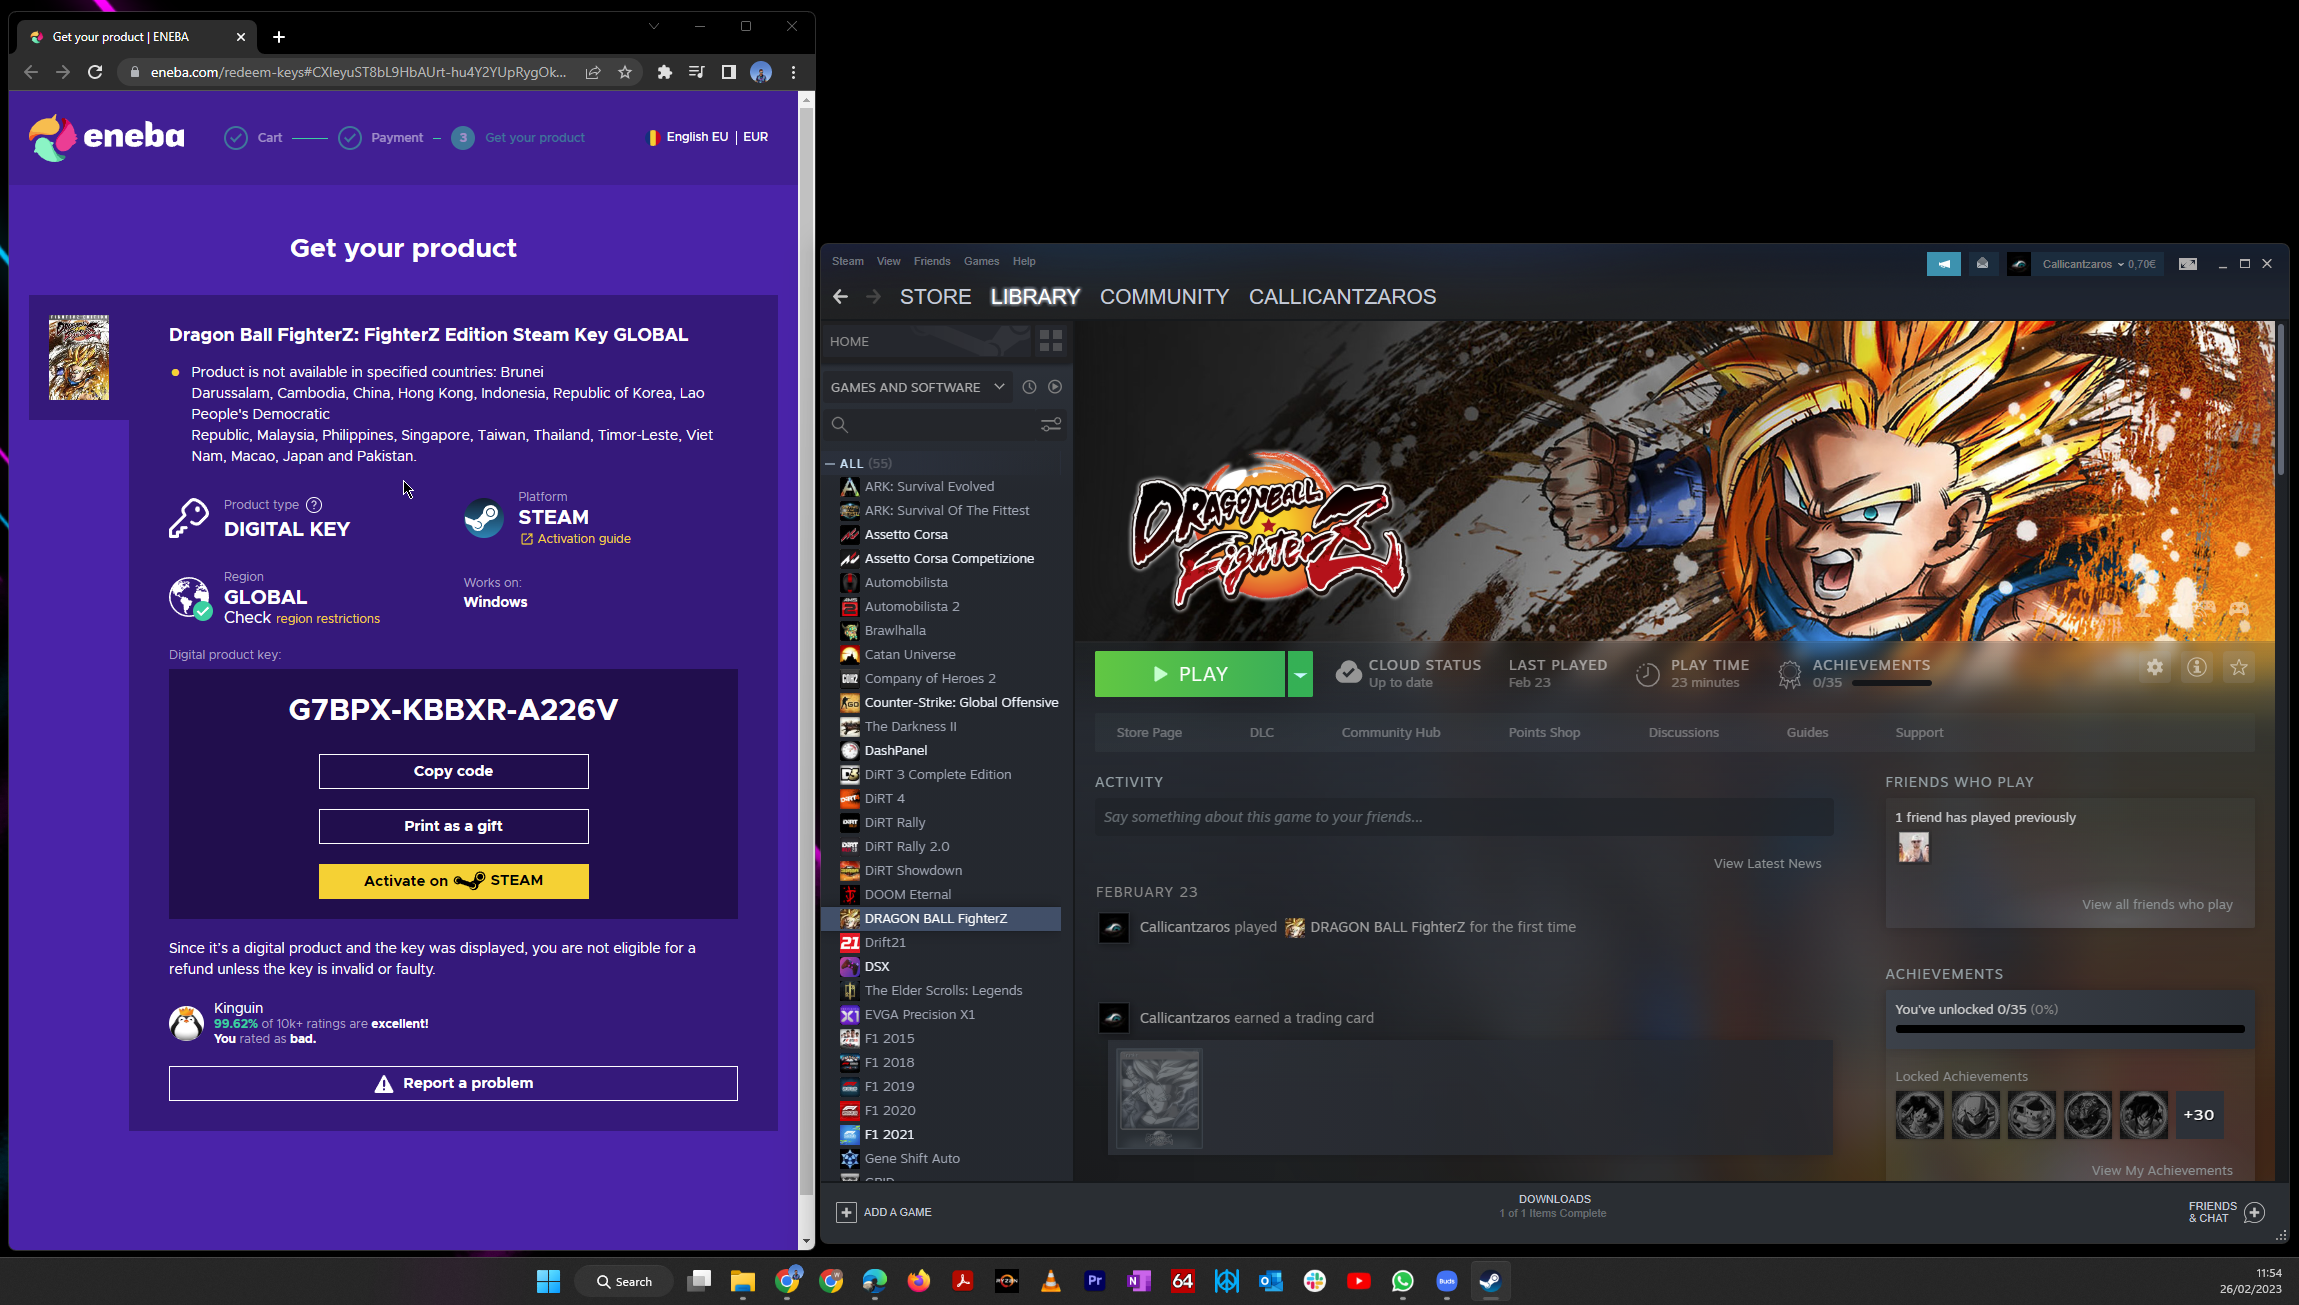 Get your product | ENEBA
eneba.com/redeem-keys#CXleyuST8bL9HbAUrt-hu4Y2YUpRygOk...
eneba
Cart
Payment
3
Get your product
English EU | EUR
Get your product
Dragon Ball FighterZ: FighterZ Edition Steam Key GLOBAL
Product is not available in specified countries: Brunei
Darussalam, Cambodia, China, Hong Kong, Indonesia, Republic of Korea, Lao
People's Democratic
Republic, Malaysia, Philippines, Singapore, Taiwan, Thailand, Timor-Leste, Viet
Nam, Macao, Japan and Pakistan.
Product type ?
DIGITAL KEY
Platform
STEAM
Activation guide
Region
GLOBAL
Check region restrictions
Works on:
Windows
Digital product key:
G7BPX-KBBXR-A226V
Copy code
Print as a gift
Activate on STEAM
Since it's a digital product and the key was displayed, you are not eligible for a
refund unless the key is invalid or faulty.
Kinguin
99.62% of 10k+ ratings are excellent!
You rated as bad.
Report a problem
Steam View Friends Games Help
Callicantzaros 0,70€
STORE LIBRARY COMMUNITY CALLICANTZAROS
HOME
GAMES AND SOFTWARE
— ALL (55)
ARK: Survival Evolved
ARK: Survival Of The Fittest
Assetto Corsa
Assetto Corsa Competizione
Automobilista
Automobilista 2
Brawlhalla
Catan Universe
Company of Heroes 2
Counter-Strike: Global Offensive
The Darkness II
DashPanel
DiRT 3 Complete Edition
DiRT 4
DiRT Rally
DiRT Rally 2.0
DiRT Showdown
DOOM Eternal
DRAGON BALL FighterZ
Drift21
DSX
The Elder Scrolls: Legends
EVGA Precision X1
F1 2015
F1 2018
F1 2019
F1 2020
F1 2021
Gene Shift Auto
GRID
DRAGONBALL
FighterZ
PLAY
CLOUD STATUS
Up to date
LAST PLAYED
Feb 23
PLAY TIME
23 minutes
ACHIEVEMENTS
0/35
Store Page
DLC
Community Hub
Points Shop
Discussions
Guides
Support
ACTIVITY
Say something about this game to your friends...
View Latest News
FEBRUARY 23
Callicantzaros played DRAGON BALL FighterZ for the first time
Callicantzaros earned a trading card
FRIENDS WHO PLAY
1 friend has played previously
View all friends who play
ACHIEVEMENTS
You've unlocked 0/35 (0%)
Locked Achievements
+30
View My Achievements
ADD A GAME
DOWNLOADS
1 of 1 Items Complete
FRIENDS
& CHAT
Search
Pr
64
Buds
11:54
26/02/2023